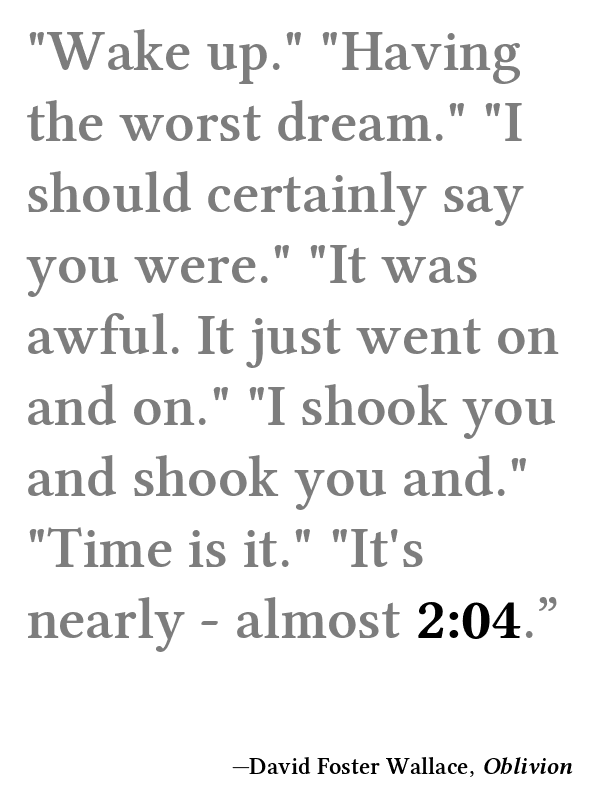 "Wake up." "Having
the worst dream." "I
should certainly say
you were." "It was
awful. It just went on
and on." "I shook you
and shook you and."
"Time is it." "It's
nearly - almost 2:04.”
—David Foster Wallace, Oblivion